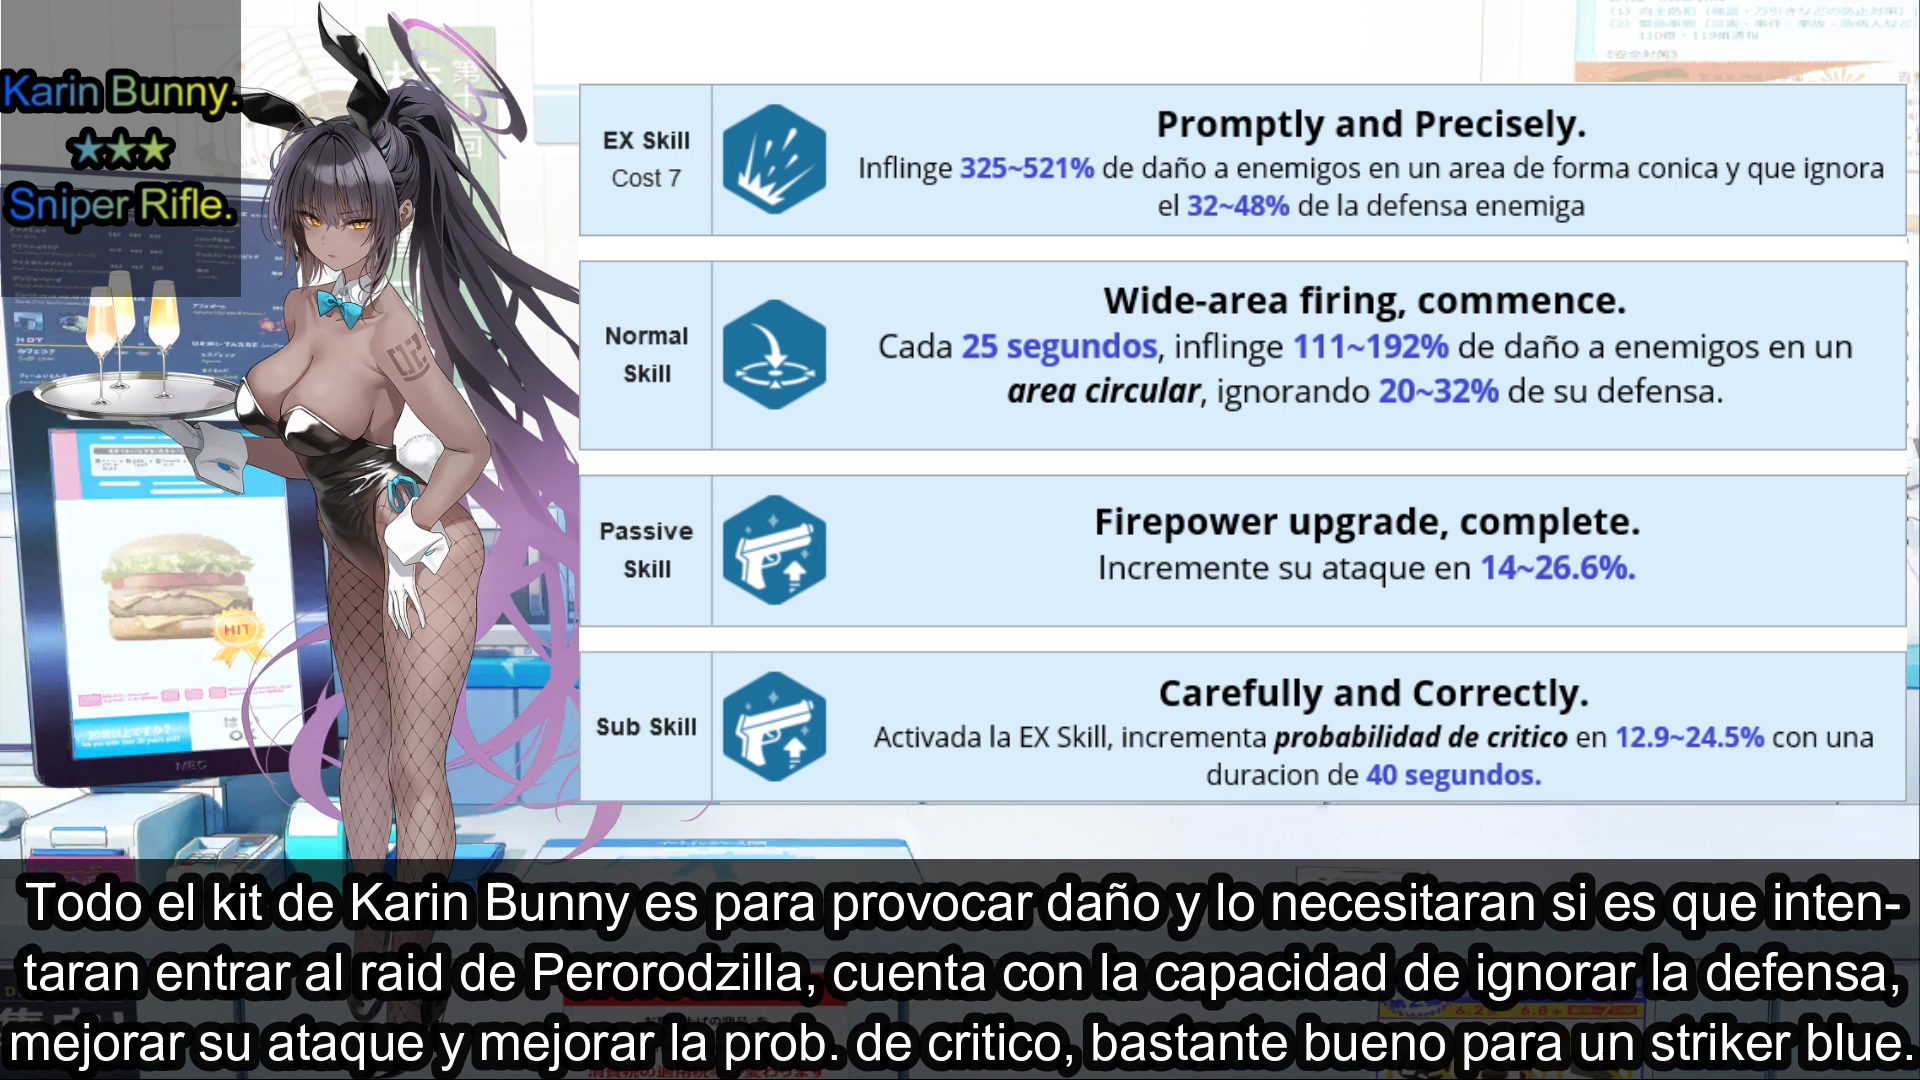 Karin Bunny.
★★★
Sniper Rifle.
EX Skill
Cost 7
Promptly and Precisely.
Inflinge 325~521% de daño a enemigos en un area de forma conica y que ignora
el 32~48% de la defensa enemiga
Normal
Skill
Wide-area firing, commence.
Cada 25 segundos, inflinge 111~192% de daño a enemigos en un
area circular, ignorando 20~32% de su defensa.
Passive
Skill
Firepower upgrade, complete.
Incremente su ataque en 14~26.6%.
Sub Skill
Carefully and Correctly.
Activada la EX Skill, incrementa probabilidad de critico en 12.9~24.5% con una
duracion de 40 segundos.
02
HOT
HIT
MEC
Todo el kit de Karin Bunny es para provocar daño y lo necesitaran si es que inten-
taran entrar al raid de Perorodzilla, cuenta con la capacidad de ignorar la defensa,
mejorar su ataque y mejorar la prob. de critico, bastante bueno para un striker blue.